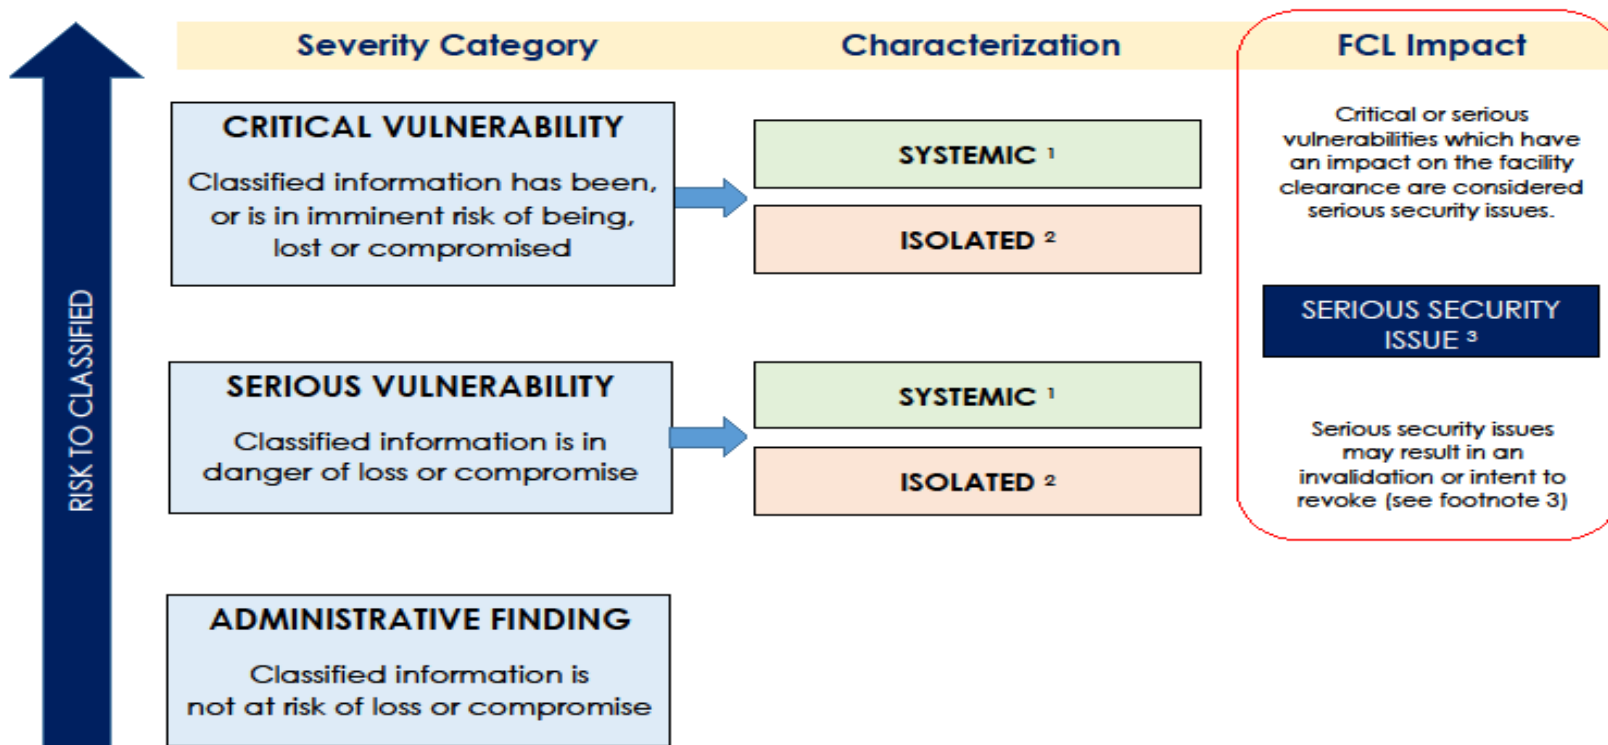 Severity Category
Characterization
FCL Impact
RISK TO CLASSIFIED
CRITICAL VULNERABILITY
Classified information has been,
or is in imminent risk of being,
lost or compromised
SYSTEMIC ¹
ISOLATED ²
Critical or serious
vulnerabilities which have
an impact on the facility
clearance are considered
serious security issues.
SERIOUS SECURITY
ISSUE ³
SERIOUS VULNERABILITY
Classified information is in
danger of loss or compromise
SYSTEMIC ¹
ISOLATED ²
Serious security issues
may result in an
invalidation or intent to
revoke (see footnote 3)
ADMINISTRATIVE FINDING
Classified information is
not at risk of loss or compromise